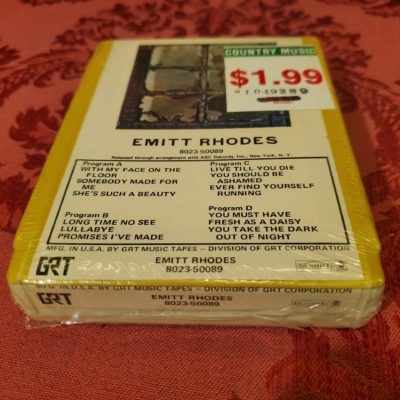 COUNTRY MUSIC
$1.99
*1049289
EMITT RHODES
8023-50089
Released through arrangement with ABC Records, Inc., New York, N. Y.
Program A
WITH MY FACE ON THE
FLOOR
SOMEBODY MADE FOR
ME
SHE'S SUCH A BEAUTY
Program C
LIVE TILL YOU DIE
YOU SHOULD BE
ASHAMED
EVER FIND YOURSELF
RUNNING
Program B
LONG TIME NO SEE
LULLABYE
PROMISES I'VE MADE
Program D
YOU MUST HAVE
FRESH AS A DAISY
YOU TAKE THE DARK
OUT OF NIGHT
MFG. IN U.S.A. BY GRT MUSIC TAPES – DIVISION OF GRT CORPORATION
GRT
EMITT RHODES
8023-50089
DUNHILL
MFG. IN U.S.A. BY GRT MUSIC TAPES – DIVISION OF GRT CORPORATION
GRT
EMITT RHODES
8023-50089
DUNHILL